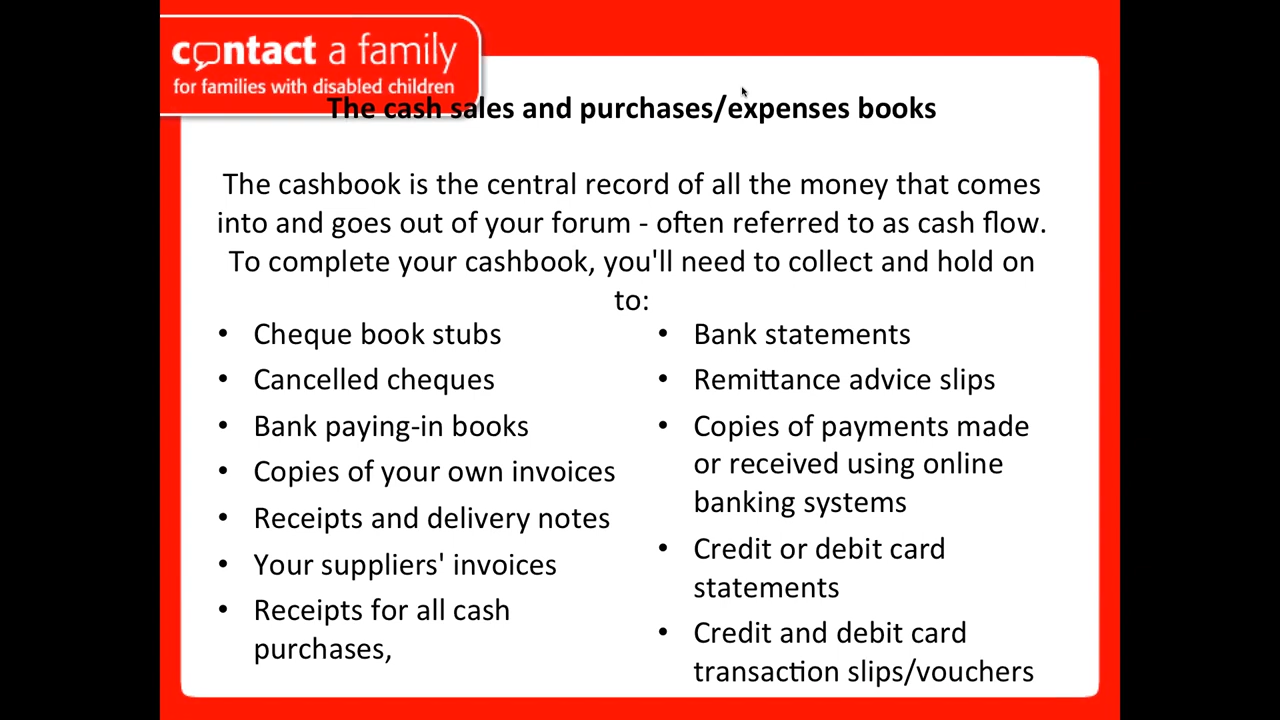 contact a family
for families with disabled children
The cash sales and purchases/expenses books
The cashbook is the central record of all the money that comes
into and goes out of your forum - often referred to as cash flow.
To complete your cashbook, you'll need to collect and hold on
to:
• Cheque book stubs
• Cancelled cheques
• Bank paying-in books
• Copies of your own invoices
• Receipts and delivery notes
• Your suppliers' invoices
• Receipts for all cash
purchases,
• Bank statements
• Remittance advice slips
• Copies of payments made
or received using online
banking systems
• Credit or debit card
statements
• Credit and debit card
transaction slips/vouchers